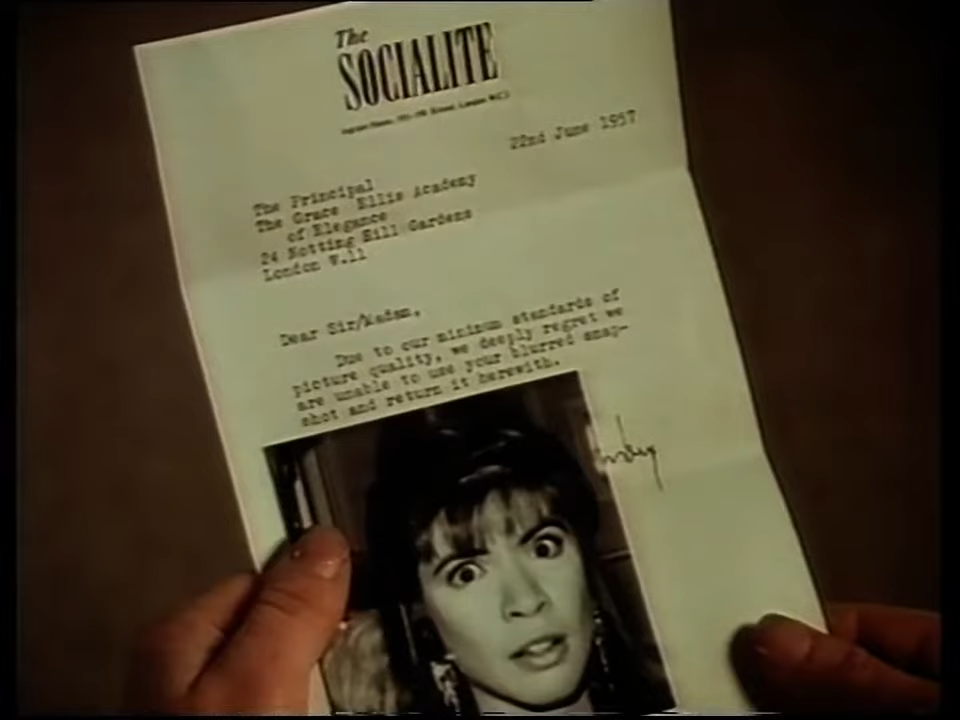 The
SOCIALITE
22nd June 1957
The Principal
The Grace Ellis Academy
of Elegance
24 Notting Hill Gardens
London W.11
Dear Sir/Madam,
Due to our minimum standards of
picture quality, we deeply regret we
are unable to use your blurred snap-
shot and return it herewith.